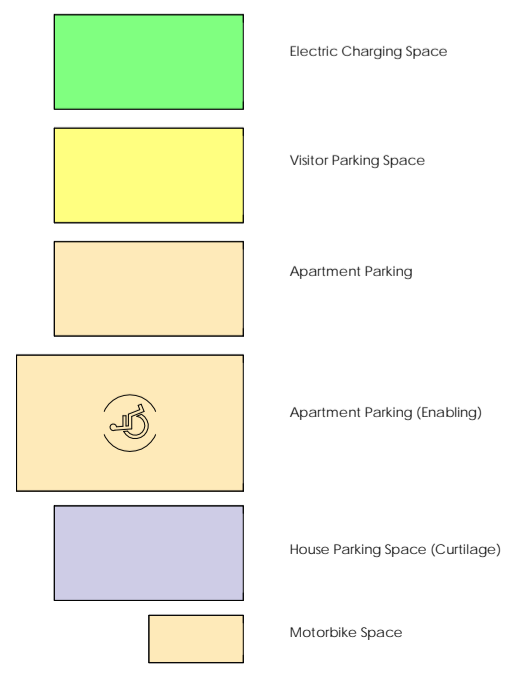 Electric Charging Space
Visitor Parking Space
Apartment Parking
Apartment Parking (Enabling)
House Parking Space (Curtilage)
Motorbike Space